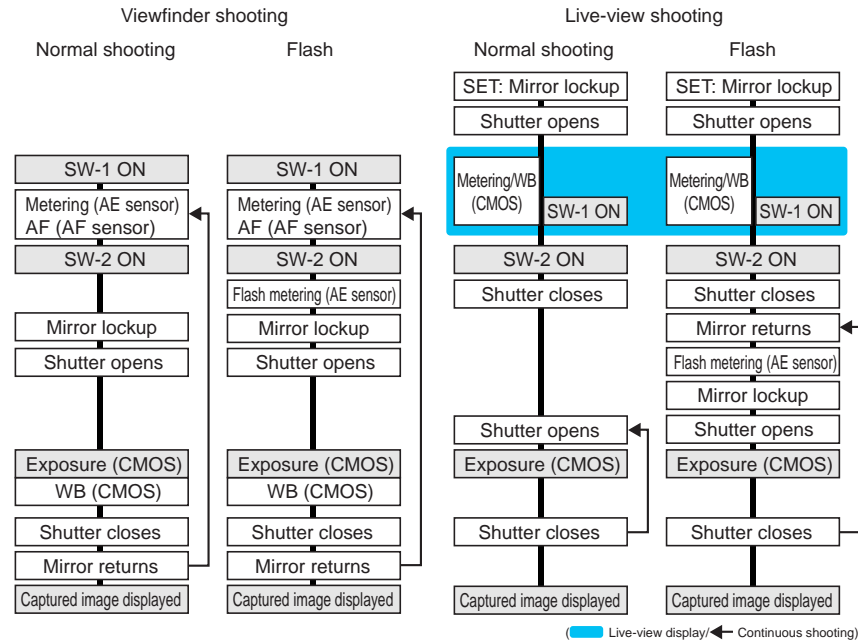 Viewfinder shooting
Live-view shooting
Normal shooting
Flash
Normal shooting
Flash
SW-1 ON
Metering (AE sensor)
AF (AF sensor)
SW-2 ON
Mirror lockup
Shutter opens
Exposure (CMOS)
WB (CMOS)
Shutter closes
Mirror returns
Captured image displayed
SW-1 ON
Metering (AE sensor)
AF (AF sensor)
SW-2 ON
Flash metering (AE sensor)
Mirror lockup
Shutter opens
Exposure (CMOS)
WB (CMOS)
Shutter closes
Mirror returns
Captured image displayed
SET: Mirror lockup
Shutter opens
Metering/WB
(CMOS)
SW-1 ON
SW-2 ON
Shutter closes
Shutter opens
Exposure (CMOS)
Shutter closes
Captured image displayed
SET: Mirror lockup
Shutter opens
Metering/WB
(CMOS)
SW-1 ON
SW-2 ON
Shutter closes
Mirror returns
Flash metering (AE sensor)
Mirror lockup
Shutter opens
Exposure (CMOS)
Shutter closes
Captured image displayed
( Live-view display/ Continuous shooting)